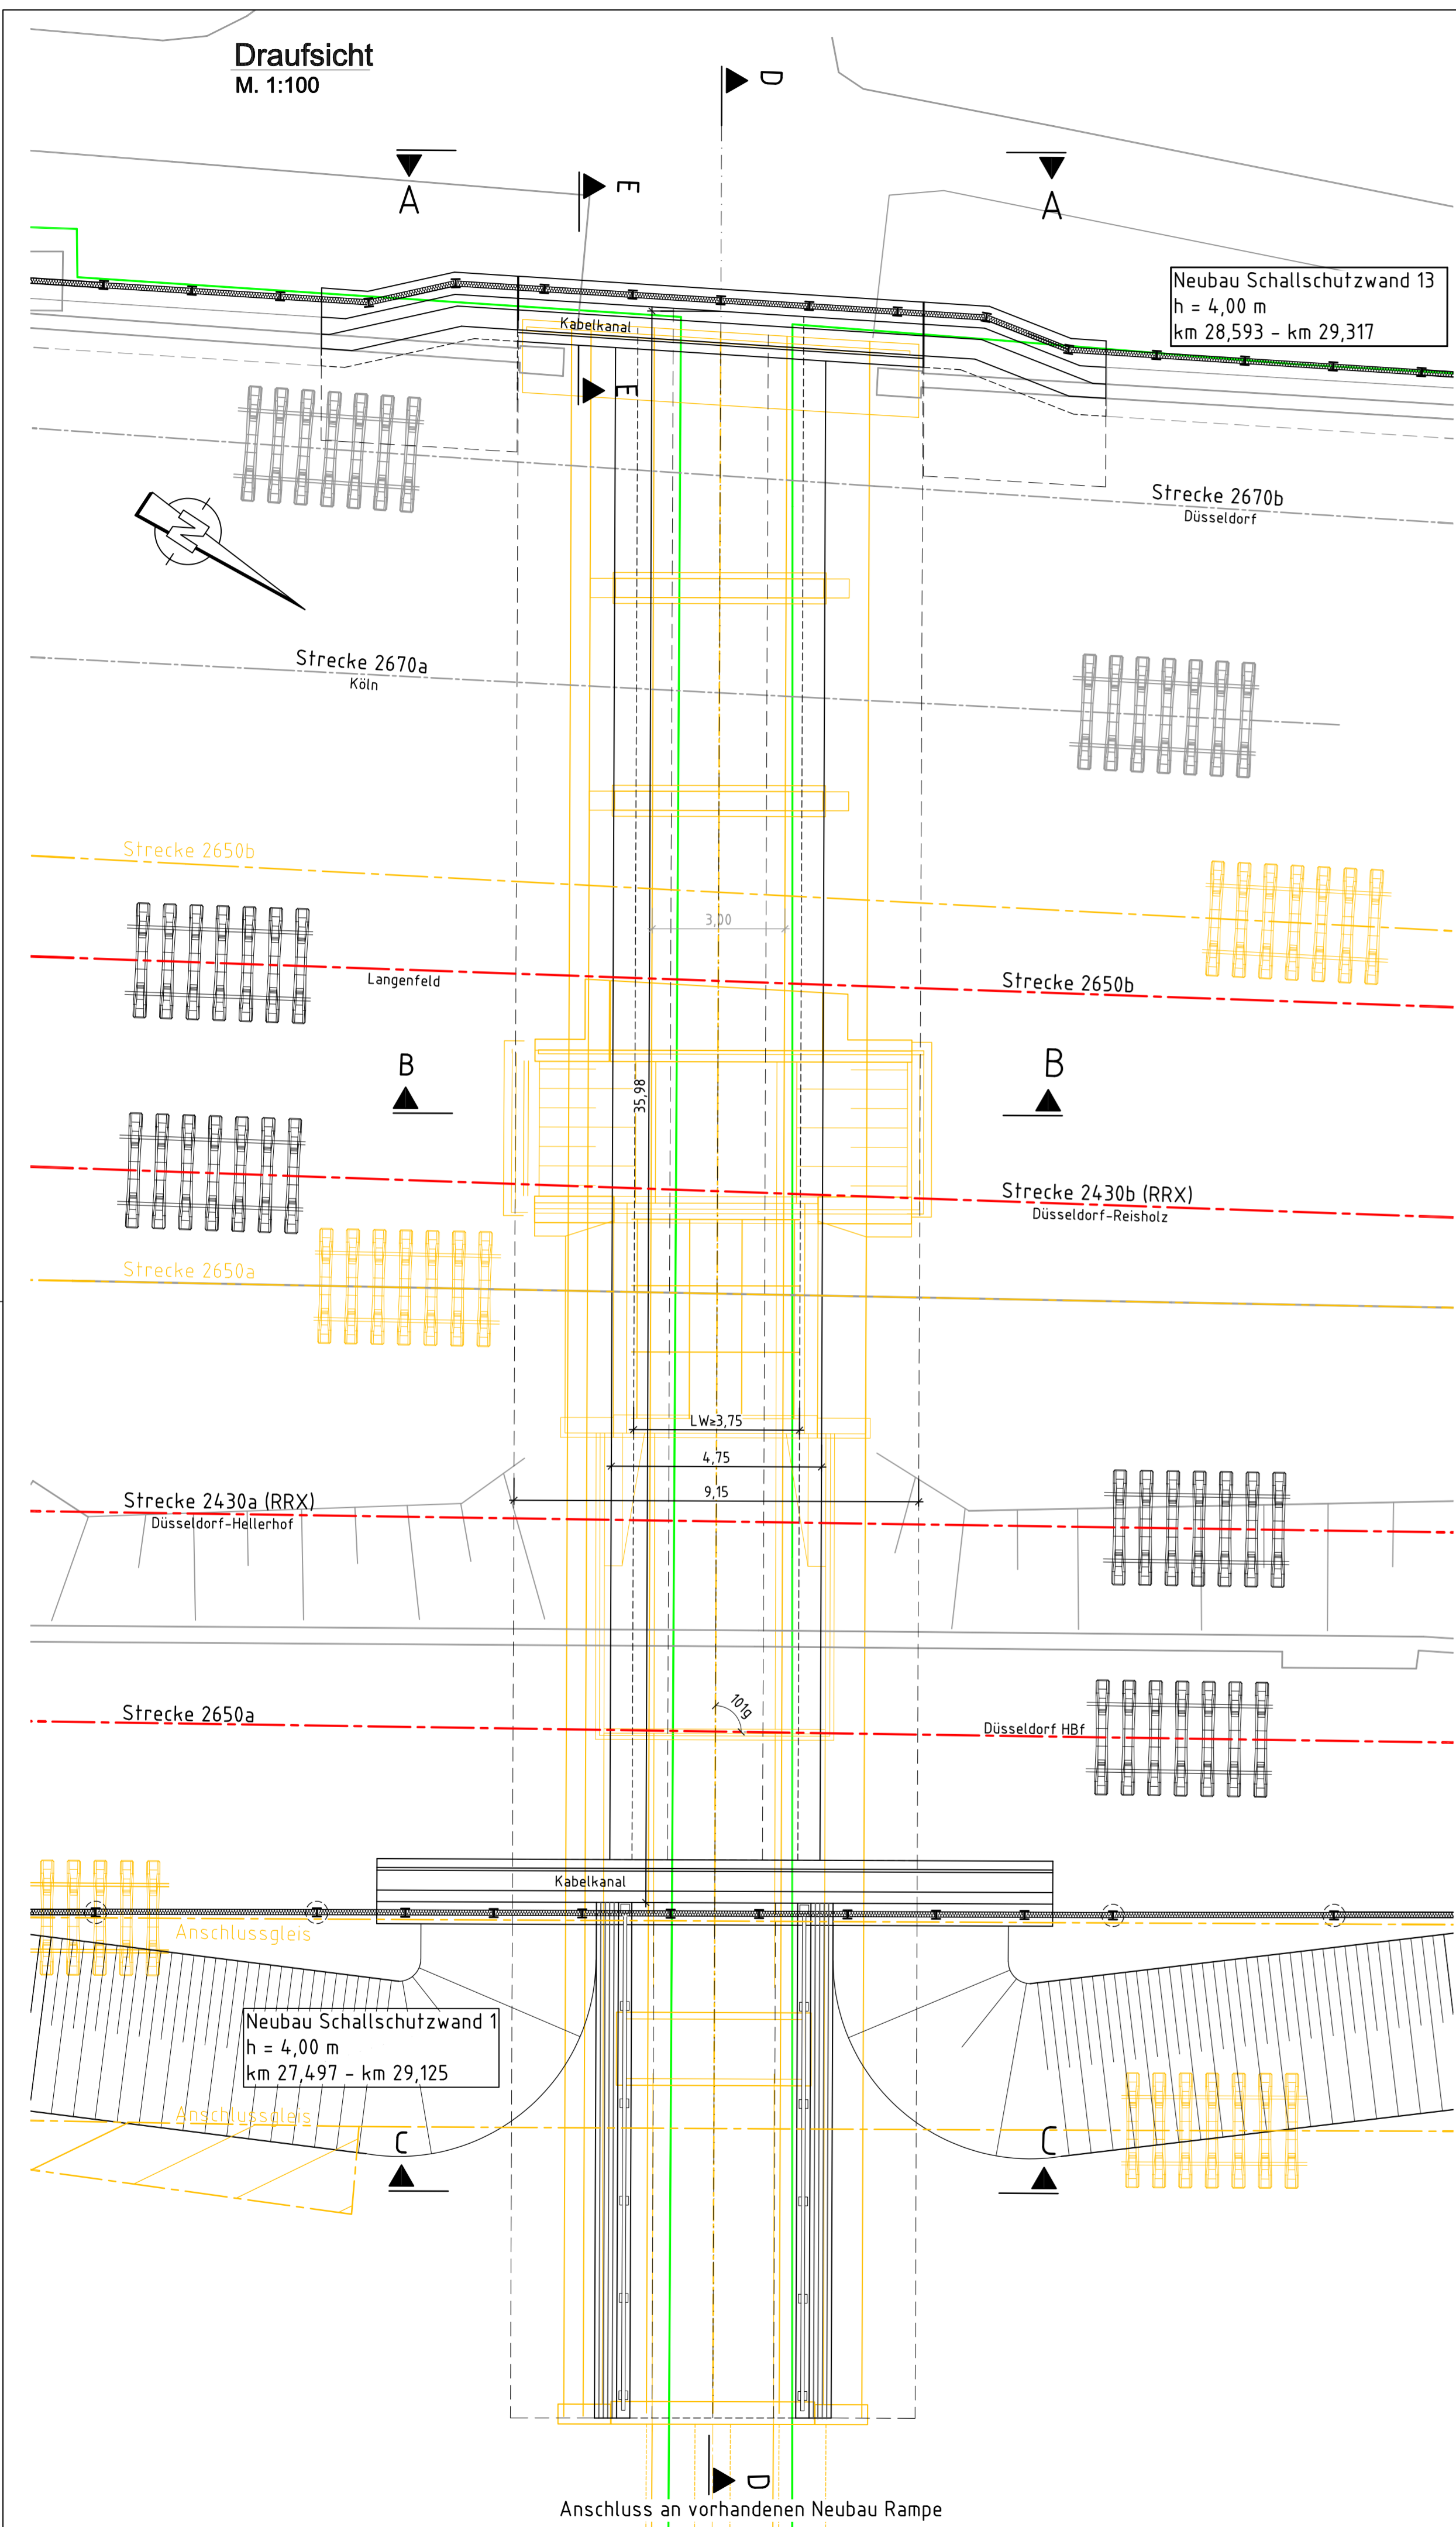 Draufsicht
M. 1:100
D
A
E
A
Neubau Schallschutzwand 13
h = 4,00 m
km 28,593 - km 29,317
Kabelkanal
E
Strecke 2670b
Düsseldorf
N
Strecke 2670a
Köln
Strecke 2650b
3,00
Langenfeld
Strecke 2650b
B
B
35,98
Strecke 2430b (RRX)
Düsseldorf-Reisholz
Strecke 2650a
LW≥3,75
4,75
9,15
Strecke 2430a (RRX)
Düsseldorf-Hellerhof
101g
Strecke 2650a
Düsseldorf HBf
Kabelkanal
Anschlussgleis
Neubau Schallschutzwand 1
h = 4,00 m
km 27,497 - km 29,125
Anschlussgleis
C
C
D
Anschluss an vorhandenen Neubau Rampe